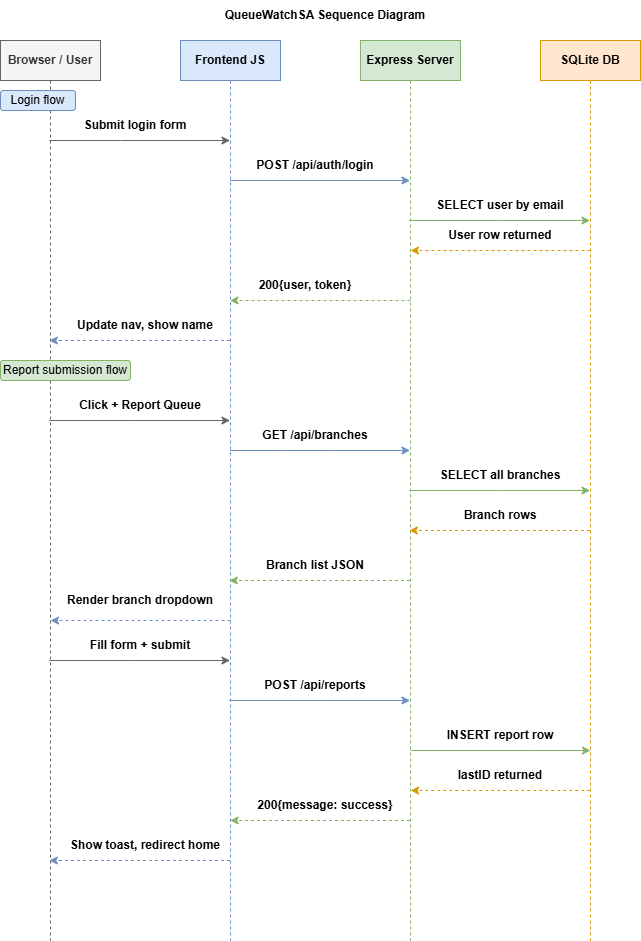 QueueWatchSA Sequence Diagram
Browser / User
Frontend JS
Express Server
SQLite DB
Login flow
Submit login form
POST /api/auth/login
SELECT user by email
User row returned
200{user, token}
Update nav, show name
Report submission flow
Click + Report Queue
GET /api/branches
SELECT all branches
Branch rows
Branch list JSON
Render branch dropdown
Fill form + submit
POST /api/reports
INSERT report row
lastID returned
200{message: success}
Show toast, redirect home